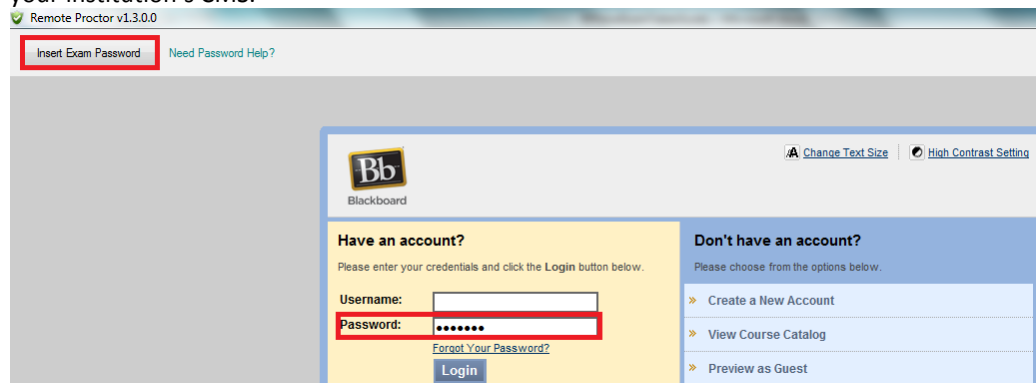 your institution's CMS.
Remote Proctor v1.3.0.0
Insert Exam Password Need Password Help?
Bb
Blackboard
A Change Text Size High Contrast Setting
Have an account?
Please enter your credentials and click the Login button below.
Username:
Password: •••••••
Forgot Your Password?
Login
Don't have an account?
Please choose from the options below.
» Create a New Account
» View Course Catalog
» Preview as Guest